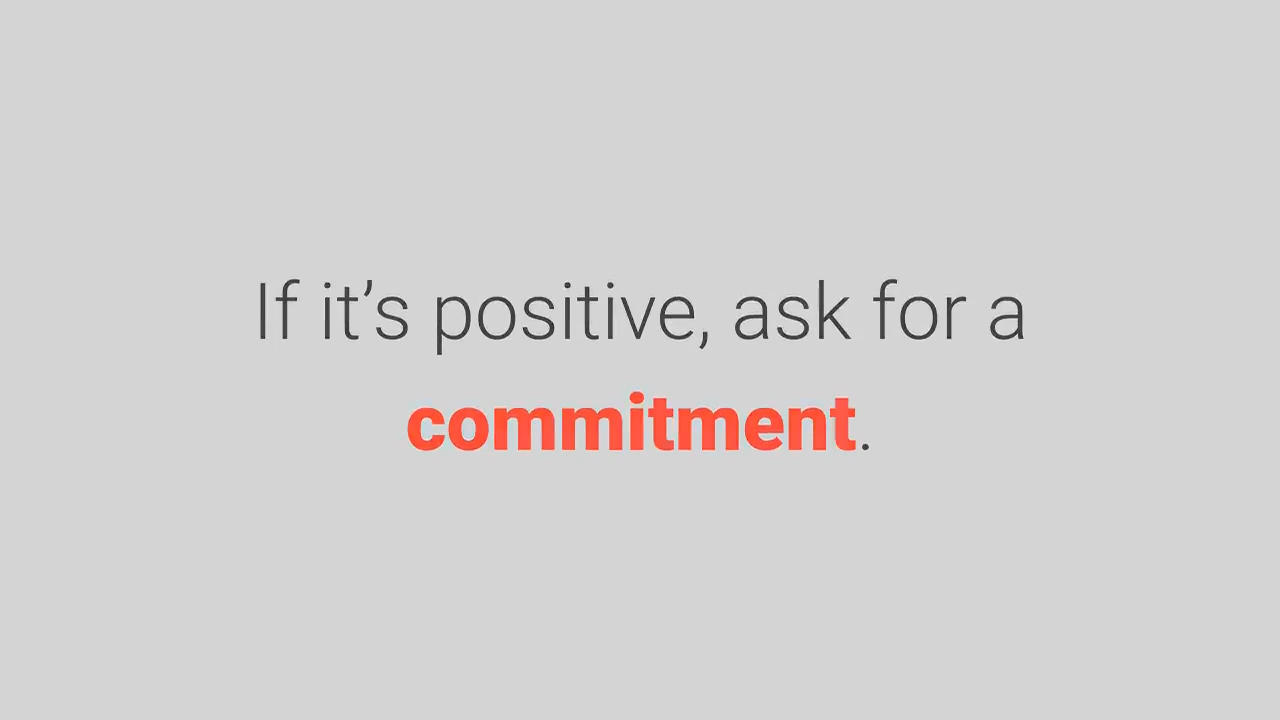 If it’s positive, ask for a
commitment.